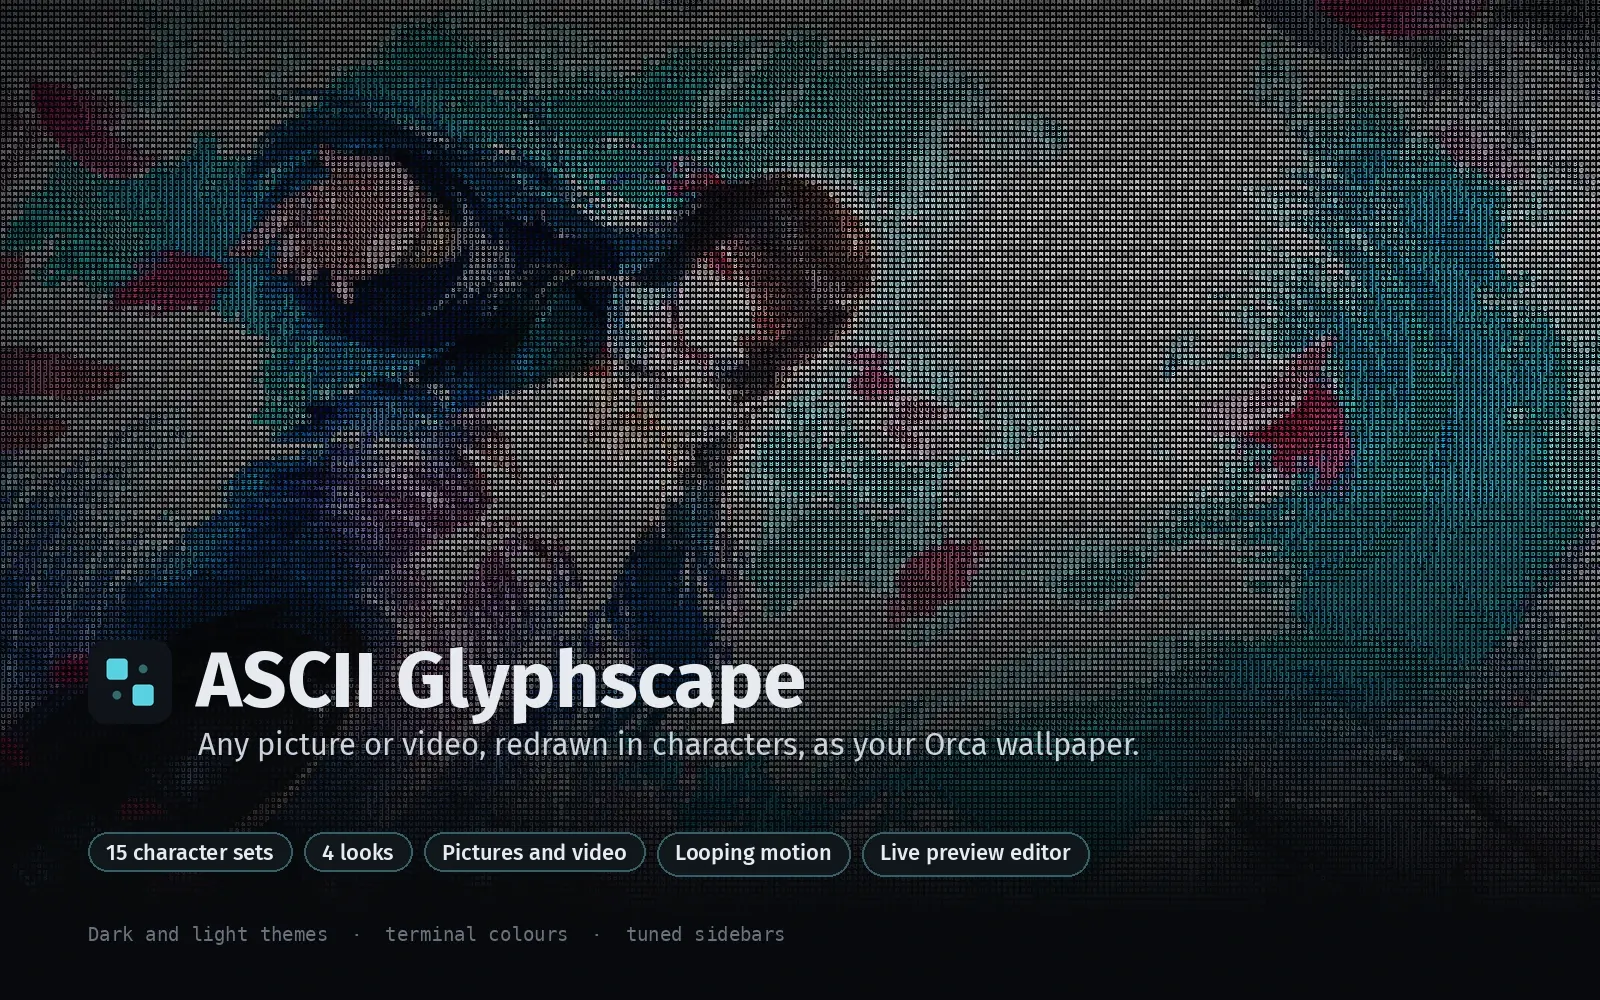 ASCII Glyphscape
Any picture or video, redrawn in characters, as your Orca wallpaper.
15 character sets
4 looks
Pictures and video
Looping motion
Live preview editor
Dark and light themes · terminal colours · tuned sidebars